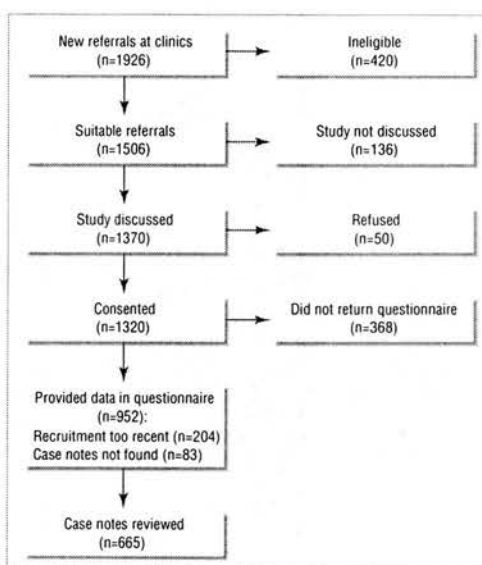 New referrals at clinics
(n=1926)
Ineligible
(n=420)
Suitable referrals
(n=1506)
Study not discussed
(n=136)
Study discussed
(n=1370)
Refused
(n=50)
Consented
(n=1320)
Did not return questionnaire
(n=368)
Provided data in questionnaire
(n=952):
Recruitment too recent (n=204)
Case notes not found (n=83)
Case notes reviewed
(n=665)